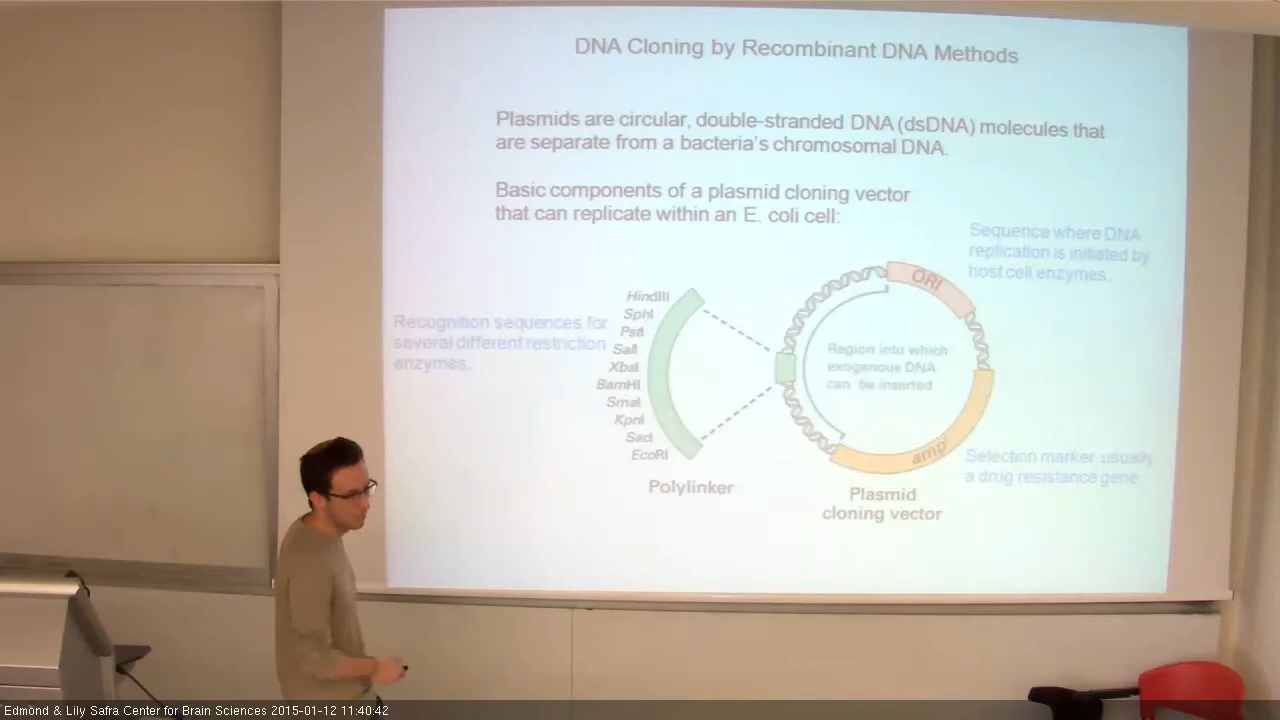 DNA Cloning by Recombinant DNA Methods
Plasmids are circular, double-stranded DNA (dsDNA) molecules that
are separate from a bacteria's chromosomal DNA.
Basic components of a plasmid cloning vector
that can replicate within an E. coli cell:
Sequence where DNA
replication is initiated by
host cell enzymes.
ORI
Recognition sequences for
several different restriction
enzymes.
HindIII
SphI
PstI
SalI
XbaI
BamHI
SmaI
KpnI
SacI
EcoRI
Polylinker
Region into which
exogenous DNA
can be inserted
ampr
Selection marker usually
a drug resistance gene
Plasmid
cloning vector
Edmond & Lily Safra Center for Brain Sciences 2015-01-12 11:40:42